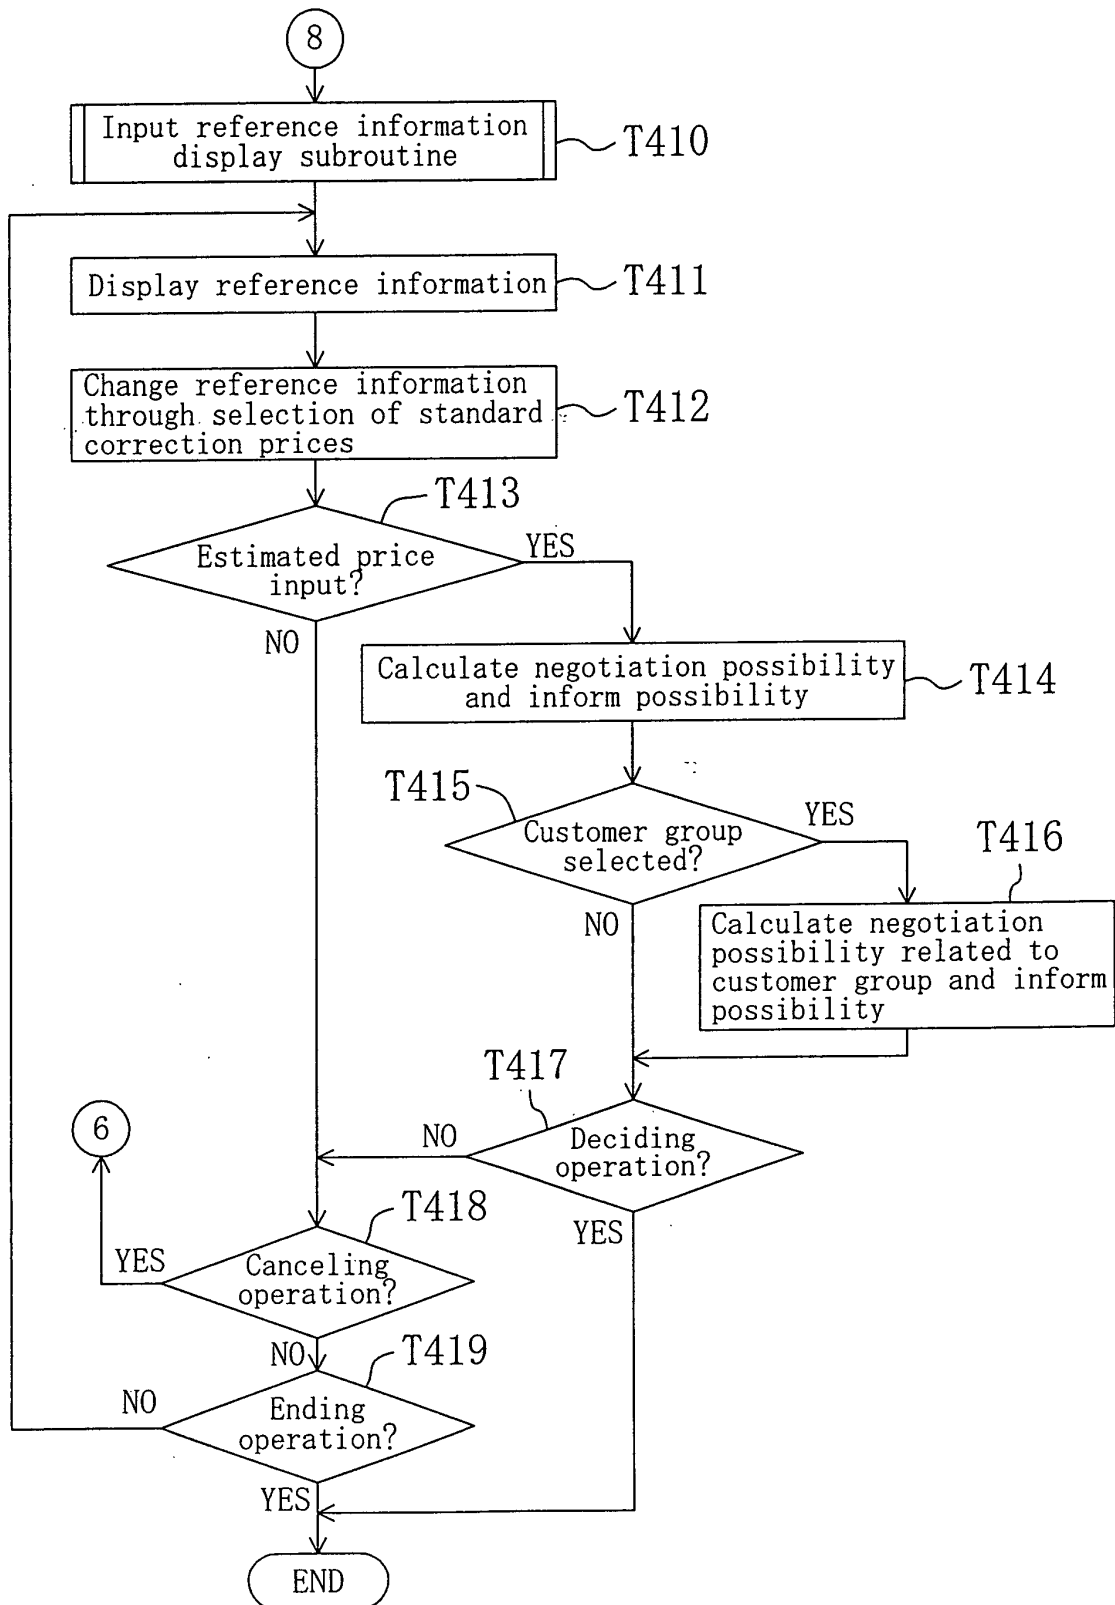 8
Input reference information
display subroutine
T410
Display reference information
T411
Change reference information
through selection of standard
correction prices
T412
T413
Estimated price
input?
YES
NO
Calculate negotiation possibility
and inform possibility
T414
T415
Customer group
selected?
YES
NO
T416
Calculate negotiation
possibility related to
customer group and inform
possibility
T417
6
Deciding
operation?
NO
YES
T418
Canceling
operation?
YES
NO
T419
Ending
operation?
NO
YES
END